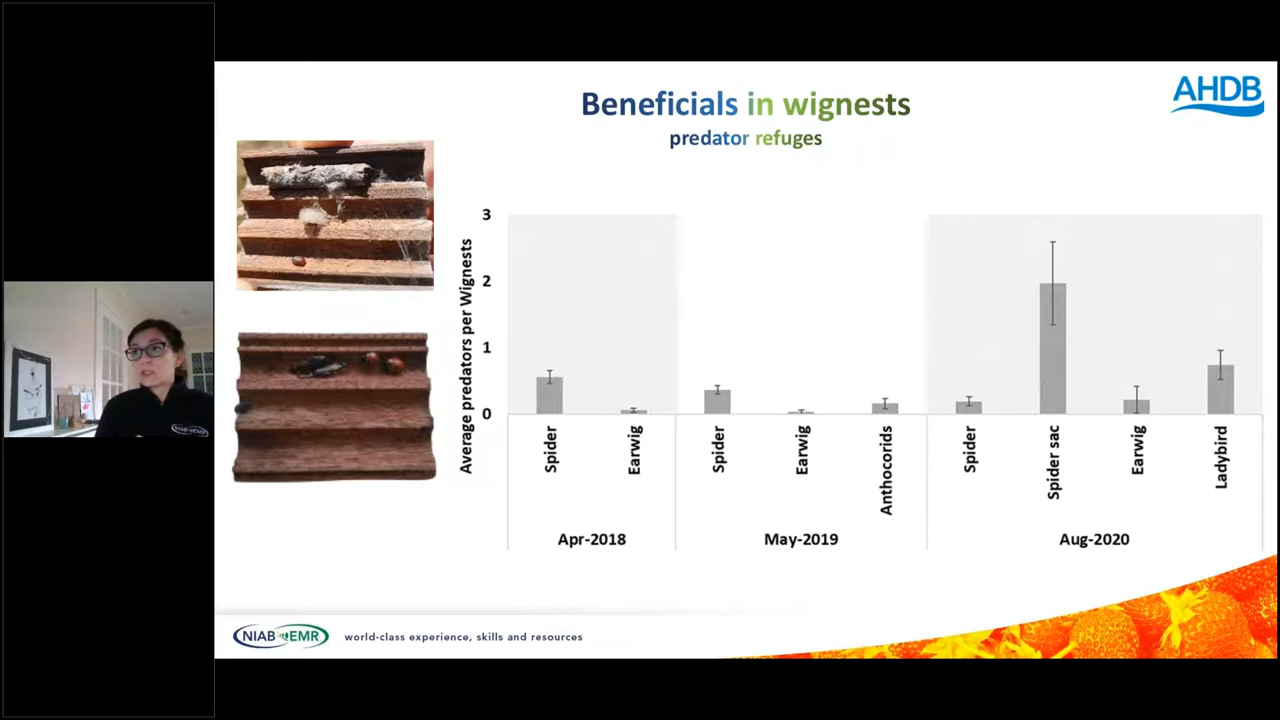 Beneficials in wignests
predator refuges
AHDB
Average predators per Wignests
3
2
1
0
Spider
Earwig
Spider
Earwig
Anthocorids
Spider
Spider sac
Earwig
Ladybird
Apr-2018
May-2019
Aug-2020
NIAB EMR
world-class experience, skills and resources
NIAB EMR